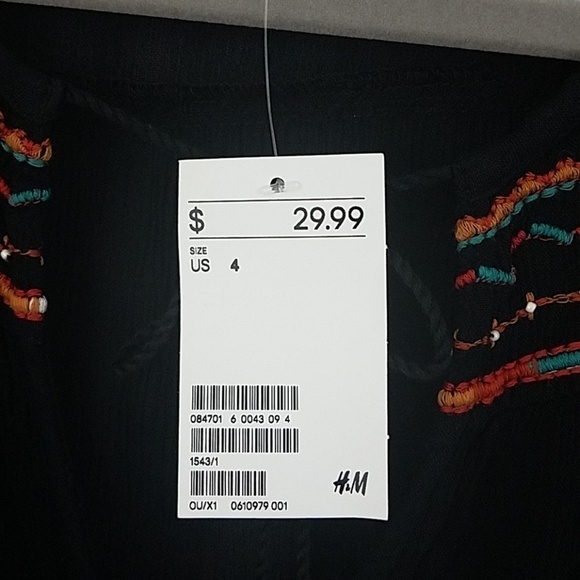 $ 29.99
SIZE
US 4
084701 6 0043 09 4
1543/1
H&M
OU/X1 0610979 001